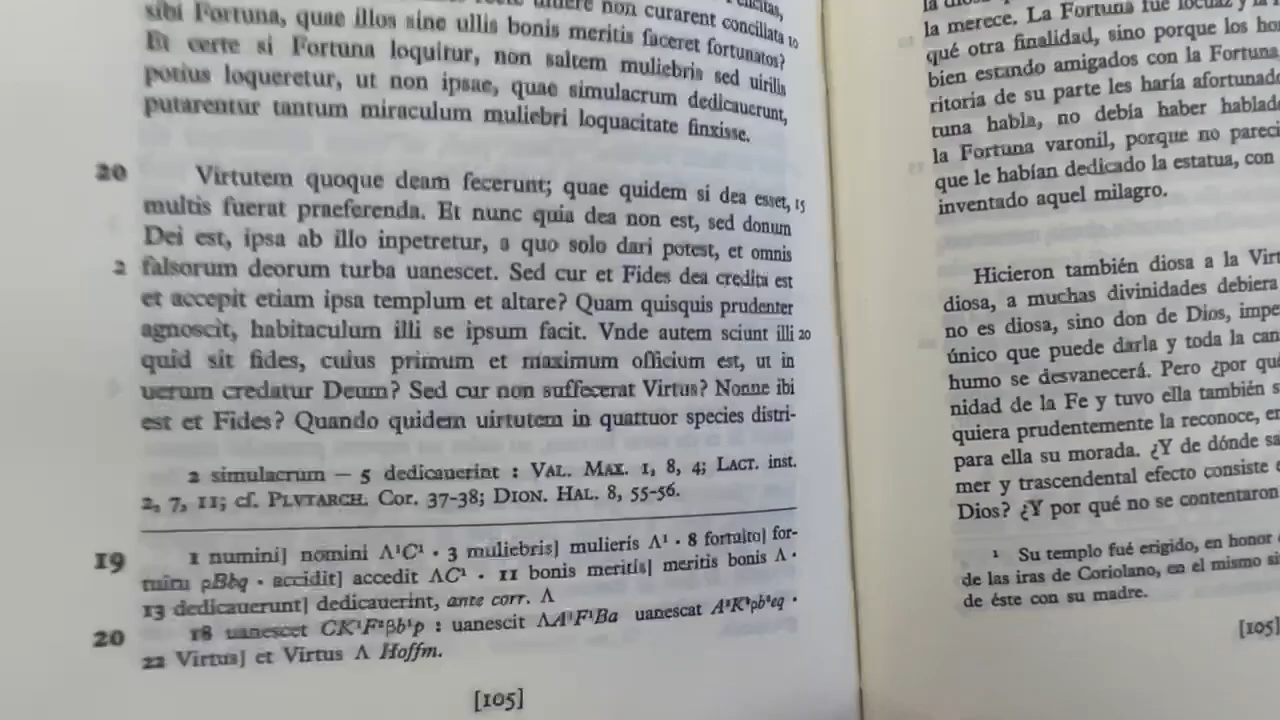 non curarent conciliata 10
sibi Fortuna, quae illos sine ullis bonis meritis faceret fortunatos?
Et certe si Fortuna loquitur, non saltem muliebris sed uirilis
potius loqueretur, ut non ipsae, quae simulacrum dedicauerunt,
putarentur tantum miraculum muliebri loquacitate finxisse.
20 Virtutem quoque deam fecerunt; quae quidem si dea esset, 15
multis fuerat praeferenda. Et nunc quia dea non est, sed donum
Dei est, ipsa ab illo inpetretur, a quo solo dari potest, et omnis
2 falsorum deorum turba uanescet. Sed cur et Fides dea credita est
et accepit etiam ipsa templum et altare? Quam quisquis prudenter
agnoscit, habitaculum illi se ipsum facit. Vnde autem sciunt illi 20
quid sit fides, cuius primum et maximum officium est, ut in
uerum credatur Deum? Sed cur non suffecerat Virtus? Nonne ibi
est et Fides? Quando quidem uirtutem in quattuor species distri-
2 simulacrum — 5 dedicauerint : VAL. MAX. 1, 8, 4; LACT. inst.
2, 7, 11; cf. PLVTARCH. Cor. 37-38; DION. HAL. 8, 55-56.
19 1 numini] nomini Λ¹C¹ · 3 muliebris] mulieris Λ¹ · 8 fortuito] for-
accidit] accedit ΛC¹ · 11 bonis meritis] meritis bonis Λ ·
13 dedicauerunt] dedicauerint, ante corr. Λ
20 18 uanescet : uanescit uanescat
22 Virtus] et Virtus Λ Hoffm.
[105]
la merece. La Fortuna fue locuaz y
qué otra finalidad, sino porque los
bien estando amigados con la Fortuna
ritoria de su parte les haría
tuna habla, no debía haber
la Fortuna varonil, porque no
que le habían dedicado la estatua, con
inventado aquel milagro.
Hicieron también diosa a la
diosa, a muchas divinidades debiera
no es diosa, sino don de Dios,
único que puede darla y toda la
humo se desvanecerá. Pero ¿por
nidad de la Fe y tuvo ella también
quiera prudentemente la reconoce,
para ella su morada. ¿Y de dónde
mer y trascendental efecto consiste
Dios? ¿Y por qué no se contentaron
¹ Su templo fué erigido, en honor
de las iras de Coriolano, en el mismo
de éste con su madre.
[105]